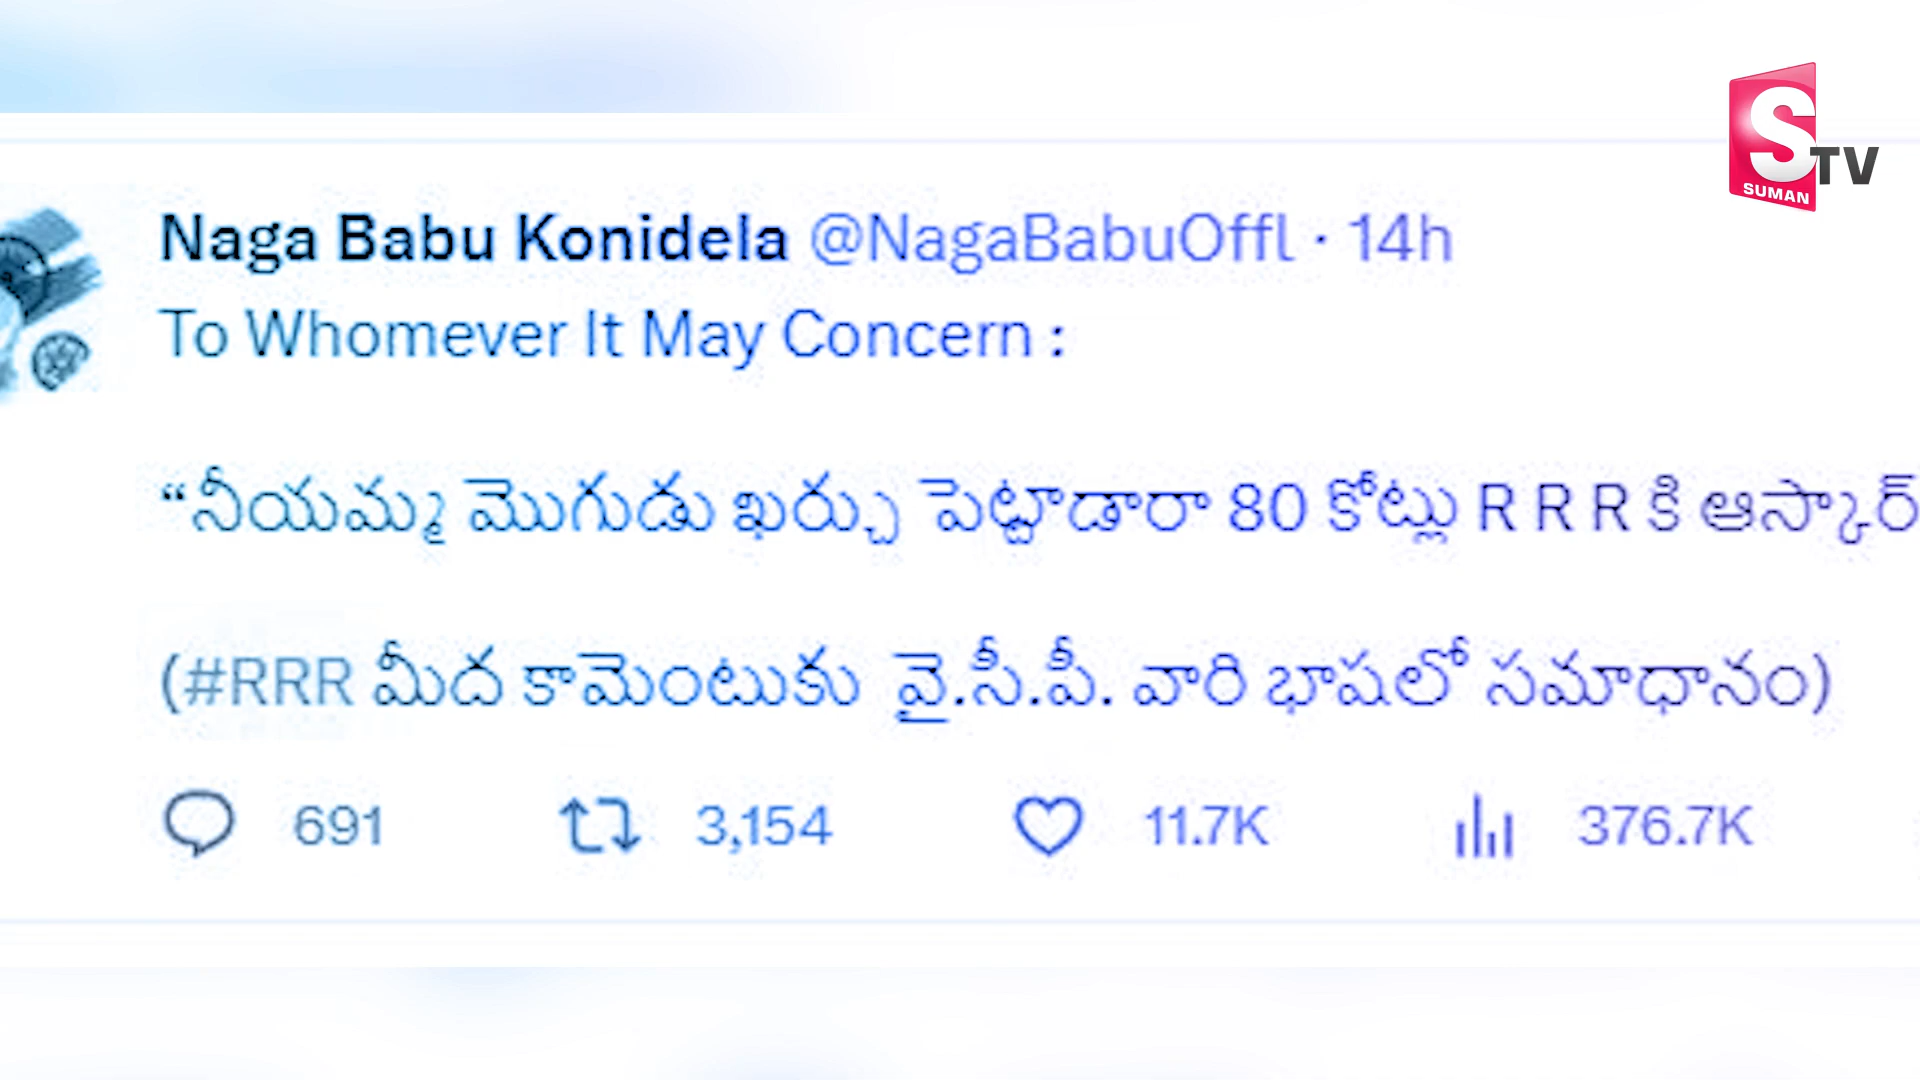 S
SUMAN
TV
Naga Babu Konidela @NagaBabuOffl · 14h
To Whomever It May Concern :
“నీయమ్మ మొగుడు ఖర్చు పెట్టాడారా 80 కోట్లు R R R కి ఆస్కార్
(#RRR మీద కామెంటుకు వై.సీ.పీ. వారి భాషలో సమాధానం)
691 3,154 11.7K 376.7K